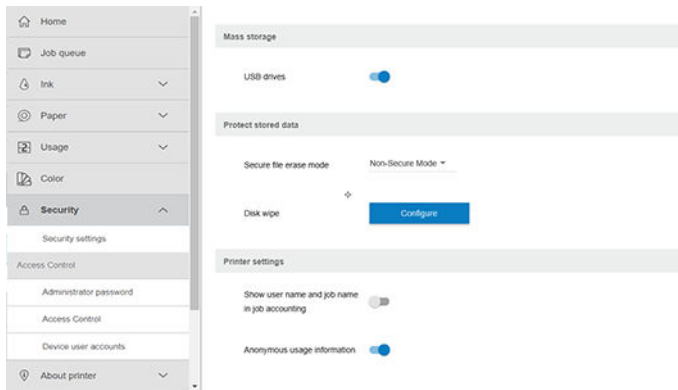 Home
Job queue
Ink
Paper
Usage
Color
Security
Security settings
Access Control
Administrator password
Access Control
Device user accounts
About printer
Mass storage
USB drives
Protect stored data
Secure file erase mode
Non-Secure Mode
Disk wipe
Configure
Printer settings
Show user name and job name
in job accounting
Anonymous usage information